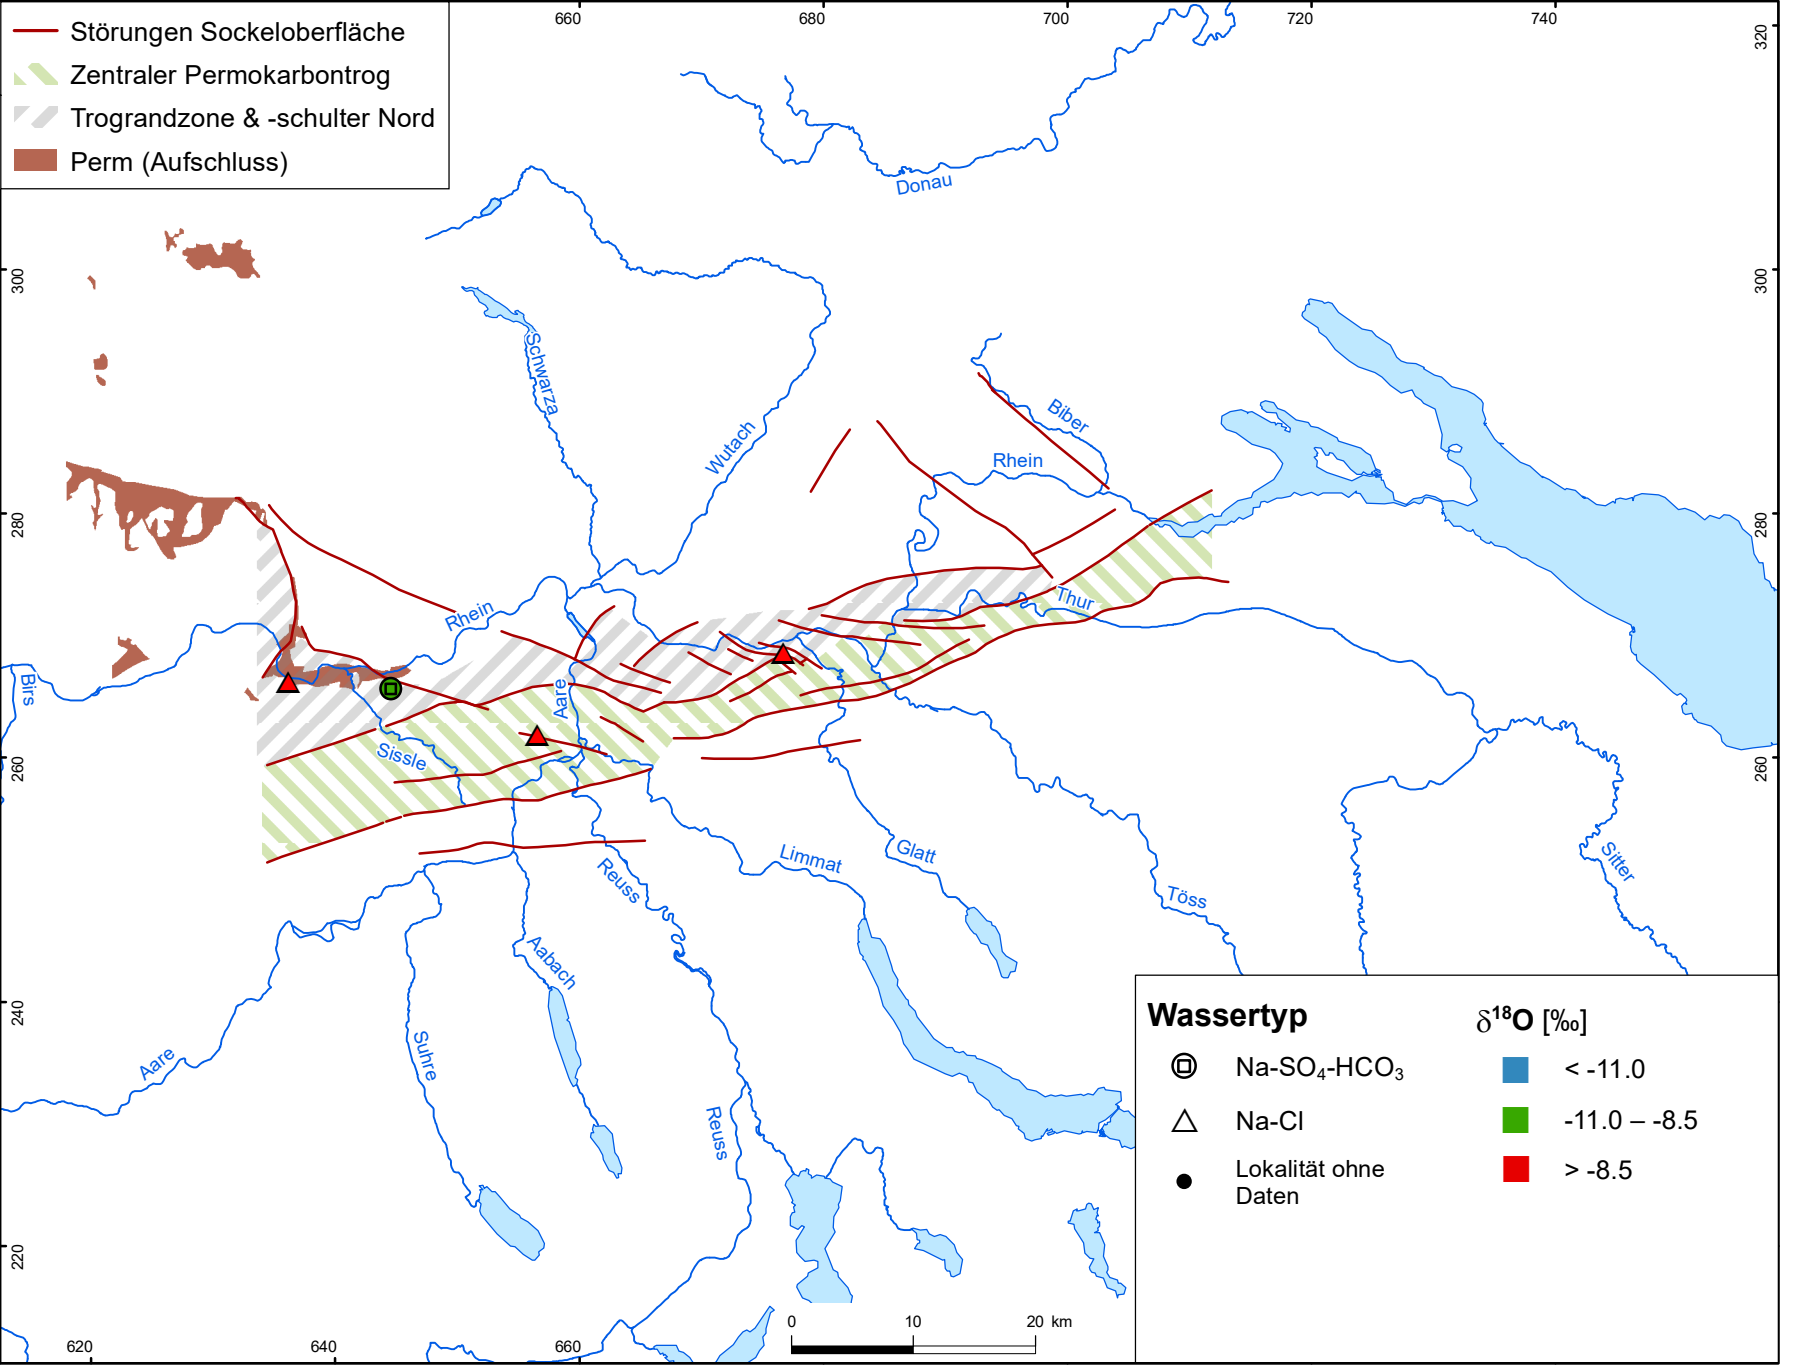 660 680 700 720 740
320
Störungen Sockeloberfläche
Zentraler Permokarbontrog
Trograndzone & -schulter Nord
Perm (Aufschluss)
Donau
300 300
Schwarza
Wutach
Biber
Rhein
280 280
Rhein
Thur
Birs
Aare
Sissle
260 260
Limmat
Glatt
Reuss
Töss
Sitter
Aabach
240
Suhre
Aare
Reuss
220
Wassertyp δ¹⁸O [‰]
Na-SO₄-HCO₃ < -11.0
Na-Cl -11.0 – -8.5
Lokalität ohne > -8.5
Daten
0 10 20 km
620 640 660